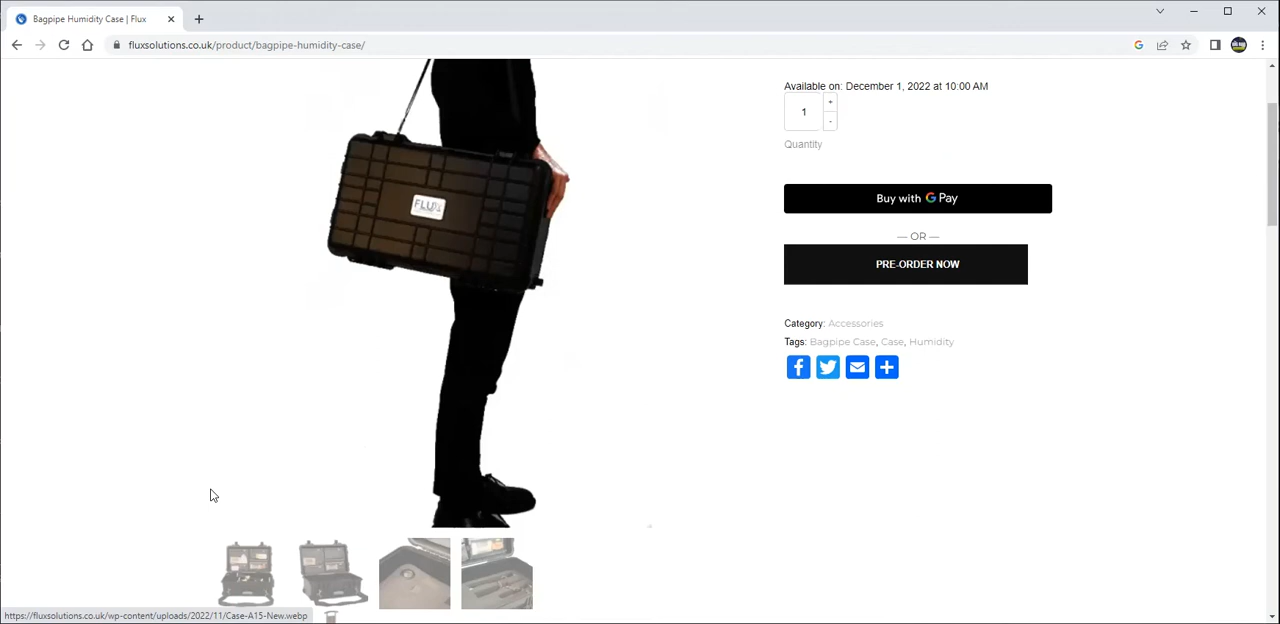 Bagpipe Humidity Case | Flux
fluxsolutions.co.uk/product/bagpipe-humidity-case/
Available on: December 1, 2022 at 10:00 AM
1
+
-
Quantity
Buy with G Pay
— OR —
PRE-ORDER NOW
Category: Accessories
Tags: Bagpipe Case, Case, Humidity
FLUX
https://fluxsolutions.co.uk/wp-content/uploads/2022/11/Case-A15-New.webp